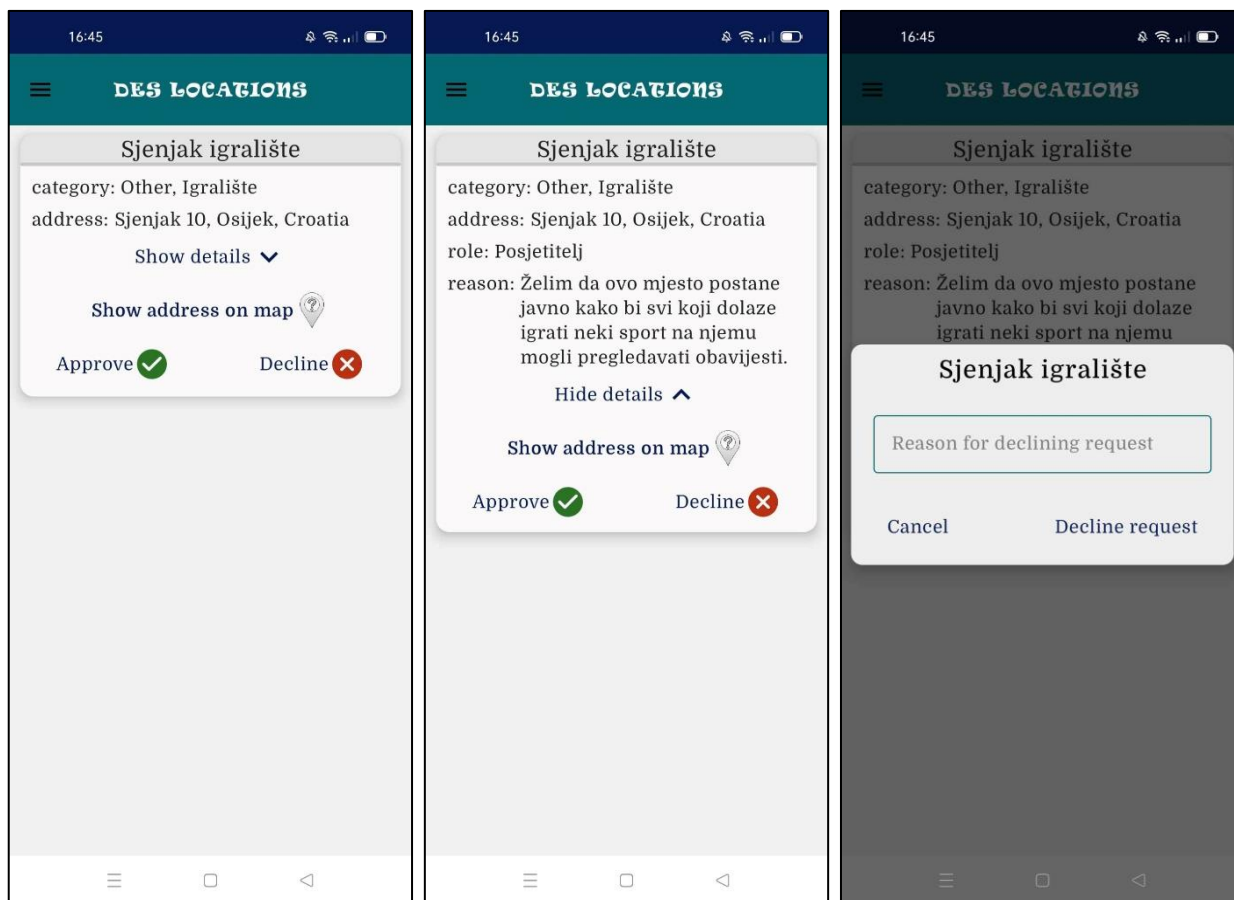 16:45
DES LOCATIONS
Sjenjak igralište
category: Other, Igralište
address: Sjenjak 10, Osijek, Croatia
Show details
Show address on map
?
Approve
Decline
16:45
DES LOCATIONS
Sjenjak igralište
category: Other, Igralište
address: Sjenjak 10, Osijek, Croatia
role: Posjetitelj
reason: Želim da ovo mjesto postane
javno kako bi svi koji dolaze
igrati neki sport na njemu
mogli pregledavati obavijesti.
Hide details
Show address on map
?
Approve
Decline
16:45
DES LOCATIONS
Sjenjak igralište
category: Other, Igralište
address: Sjenjak 10, Osijek, Croatia
role: Posjetitelj
reason: Želim da ovo mjesto postane
javno kako bi svi koji dolaze
igrati neki sport na njemu
Sjenjak igralište
Reason for declining request
Cancel
Decline request